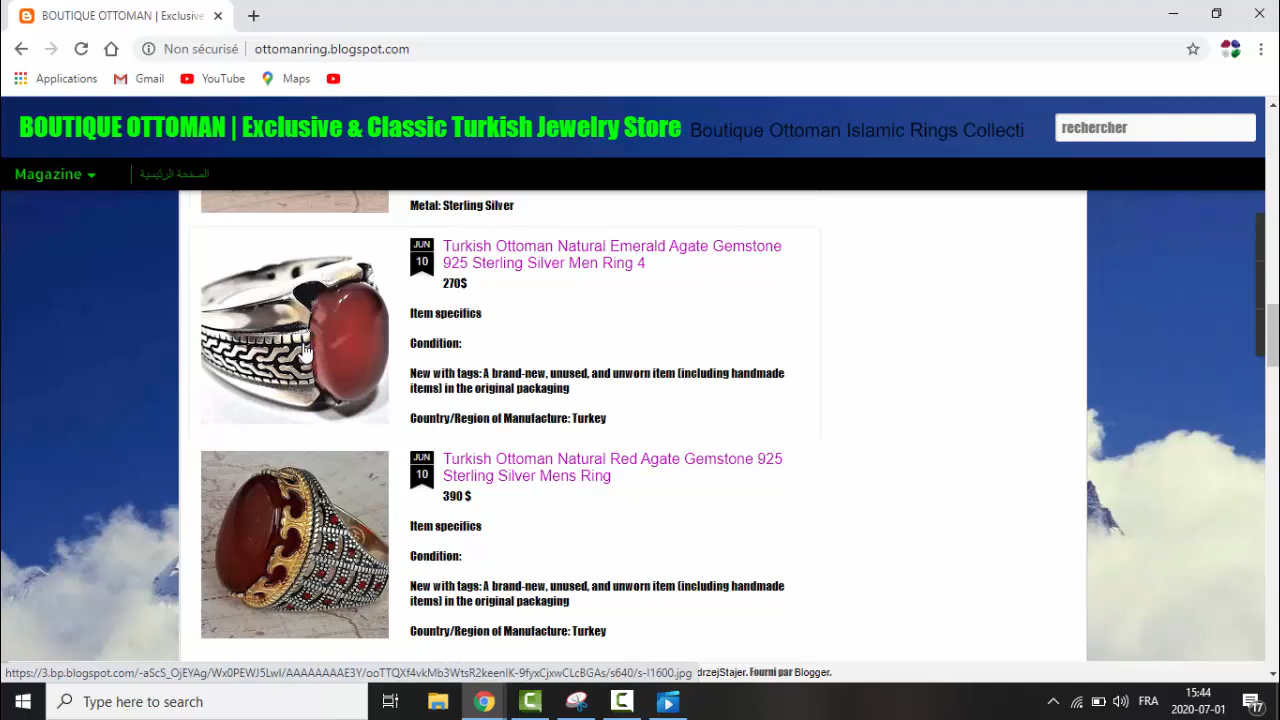 BOUTIQUE OTTOMAN | Exclusive
Non sécurisé
ottomanring.blogspot.com
Applications
Gmail
YouTube
Maps
BOUTIQUE OTTOMAN | Exclusive & Classic Turkish Jewelry Store
Boutique Ottoman Islamic Rings Collecti
rechercher
Magazine
الصفحة الرئيسية
Metal: Sterling Silver
JUN
10
Turkish Ottoman Natural Emerald Agate Gemstone
925 Sterling Silver Men Ring 4
270$
Item specifics
Condition:
New with tags: A brand-new, unused, and unworn item (including handmade
items) in the original packaging
Country/Region of Manufacture: Turkey
JUN
10
Turkish Ottoman Natural Red Agate Gemstone 925
Sterling Silver Mens Ring
390 $
Item specifics
Condition:
New with tags: A brand-new, unused, and unworn item (including handmade
items) in the original packaging
Country/Region of Manufacture: Turkey
drzejStajer. Fourni par Blogger.
Type here to search
FRA
15:44
2020-07-01
17